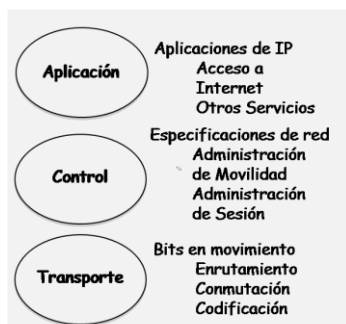 Aplicación
Aplicaciones de IP
Acceso a
Internet
Otros Servicios
Control
Especificaciones de red
Administración
de Movilidad
Administración
de Sesión
Transporte
Bits en movimiento
Enrutamiento
Conmutación
Codificación